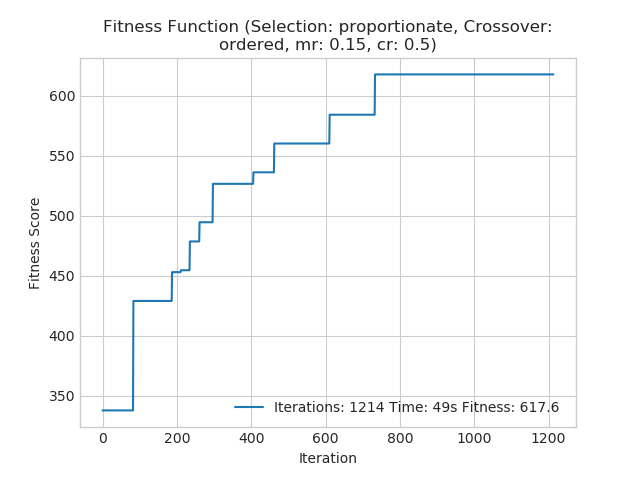 Fitness Function (Selection: proportionate, Crossover:
ordered, mr: 0.15, cr: 0.5)
Fitness Score
600
550
500
450
400
350
Iterations: 1214 Time: 49s Fitness: 617.6
0 200 400 600 800 1000 1200
Iteration